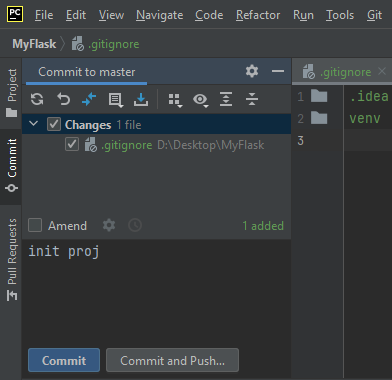 PC File Edit View Navigate Code Refactor Run Tools Git
MyFlask .gitignore
Project
Commit
Pull Requests
Commit to master
Changes 1 file
.gitignore D:\Desktop\MyFlask
Amend 1 added
init proj
Commit Commit and Push...
.gitignore
1 .idea
2 venv
3